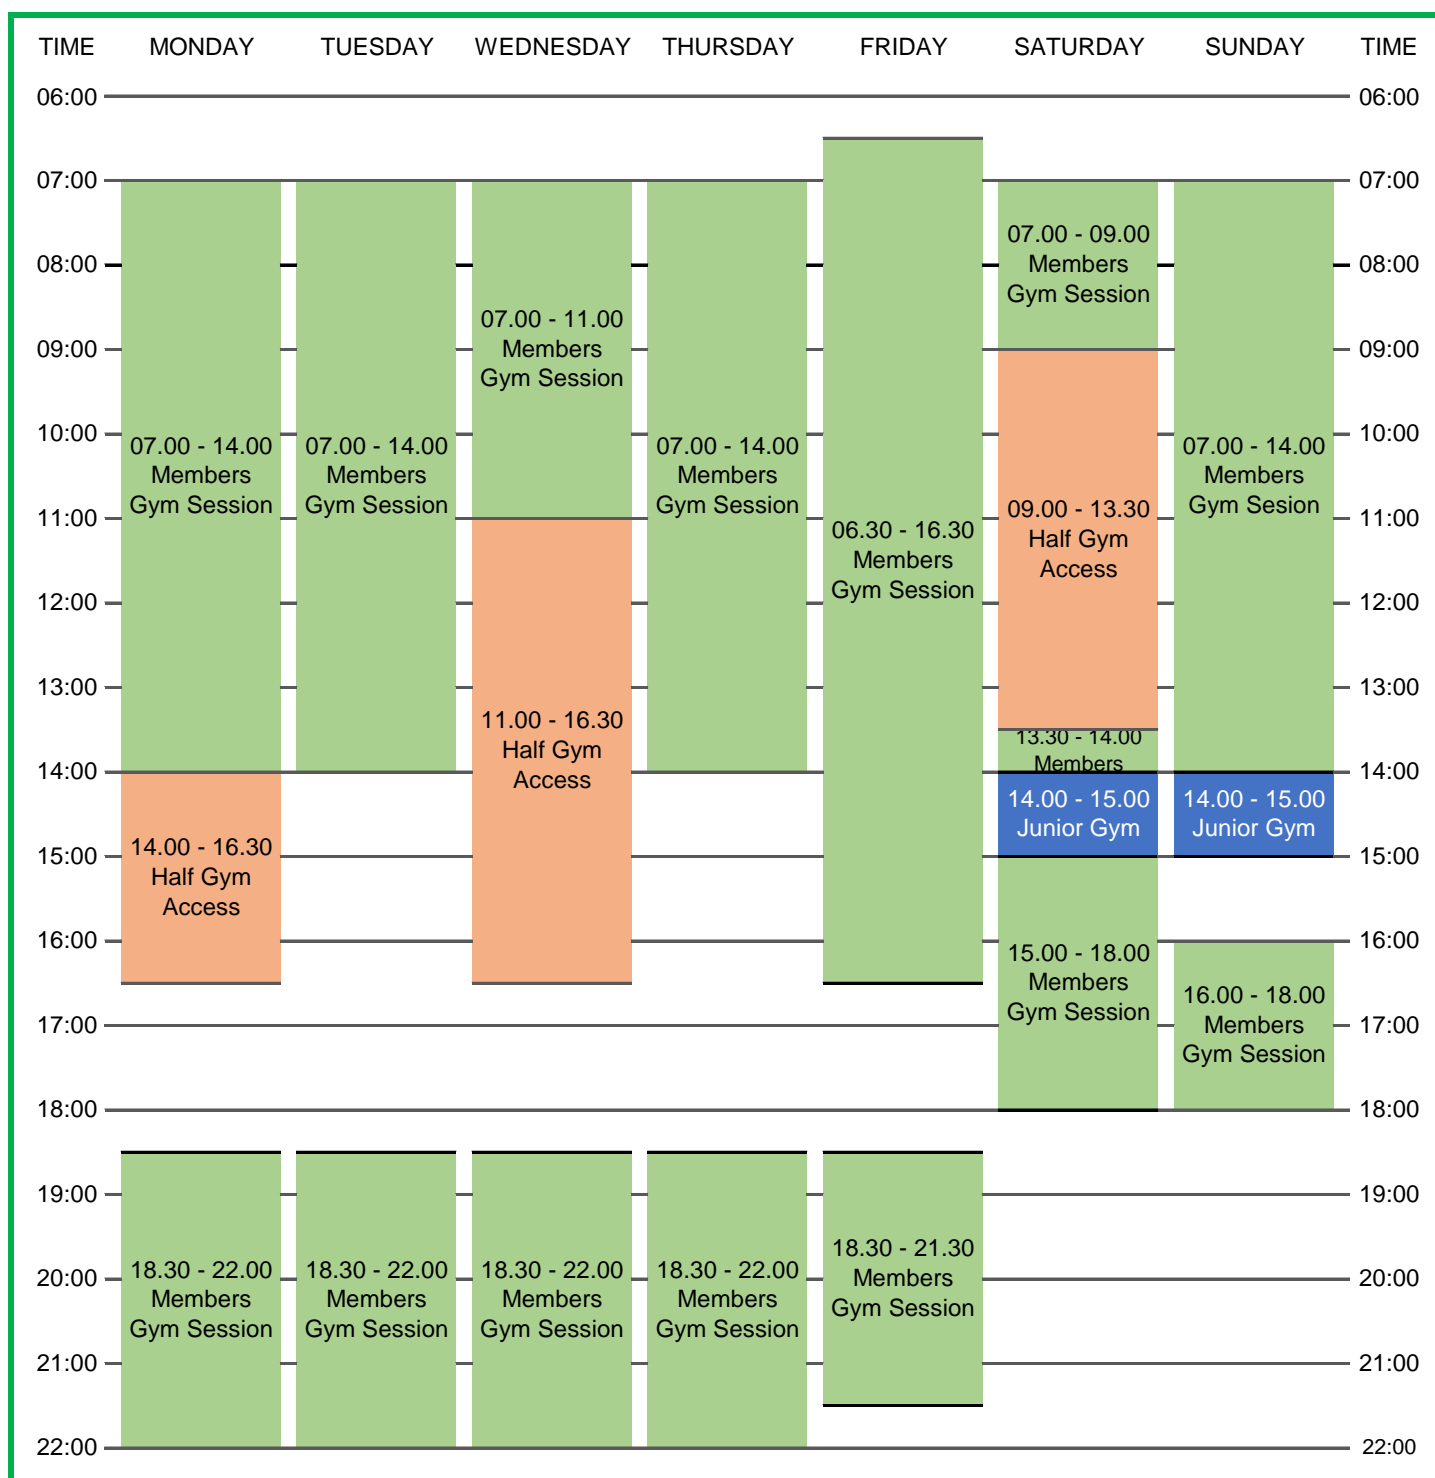 TIME MONDAY TUESDAY WEDNESDAY THURSDAY FRIDAY SATURDAY SUNDAY TIME
06:00 06:00
07:00 07:00
07.00 - 09.00
Members
Gym Session
08:00 08:00
07.00 - 11.00
Members
Gym Session
09:00 09:00
10:00 10:00
07.00 - 14.00
Members
Gym Session
07.00 - 14.00
Members
Gym Session
07.00 - 14.00
Members
Gym Session
07.00 - 14.00
Members
Gym Sesion
11:00 11:00
09.00 - 13.30
Half Gym
Access
06.30 - 16.30
Members
Gym Session
12:00 12:00
13:00 13:00
11.00 - 16.30
Half Gym
Access
13.30 - 14.00
Members
14:00 14:00
14.00 - 15.00
Junior Gym
14.00 - 15.00
Junior Gym
15:00 15:00
14.00 - 16.30
Half Gym
Access
16:00 16:00
15.00 - 18.00
Members
Gym Session
16.00 - 18.00
Members
Gym Session
17:00 17:00
18:00 18:00
19:00 19:00
18.30 - 22.00
Members
Gym Session
18.30 - 22.00
Members
Gym Session
18.30 - 22.00
Members
Gym Session
18.30 - 22.00
Members
Gym Session
18.30 - 21.30
Members
Gym Session
20:00 20:00
21:00 21:00
22:00 22:00